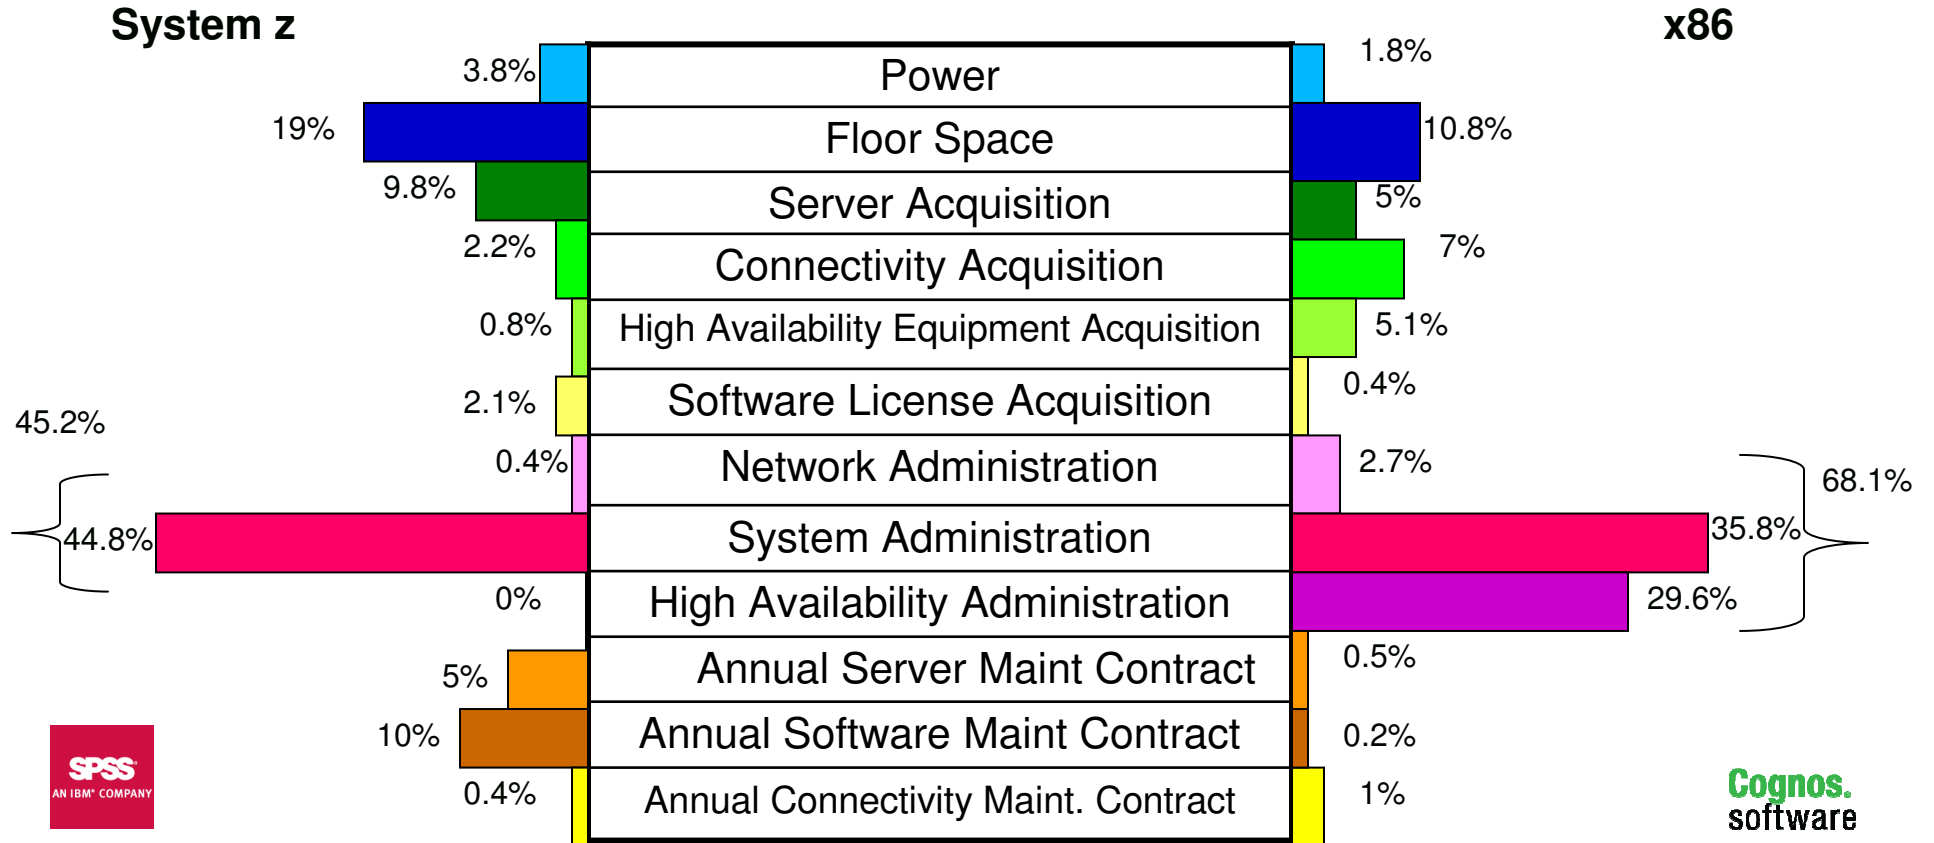 System z
x86
3.8%
Power
1.8%
19%
Floor Space
10.8%
9.8%
Server Acquisition
5%
2.2%
Connectivity Acquisition
7%
0.8%
High Availability Equipment Acquisition
5.1%
2.1%
Software License Acquisition
0.4%
45.2%
0.4%
Network Administration
2.7%
68.1%
44.8%
System Administration
35.8%
0%
High Availability Administration
29.6%
5%
Annual Server Maint Contract
0.5%
10%
Annual Software Maint Contract
0.2%
0.4%
Annual Connectivity Maint. Contract
1%
SPSS
AN IBM® COMPANY
Cognos.
software